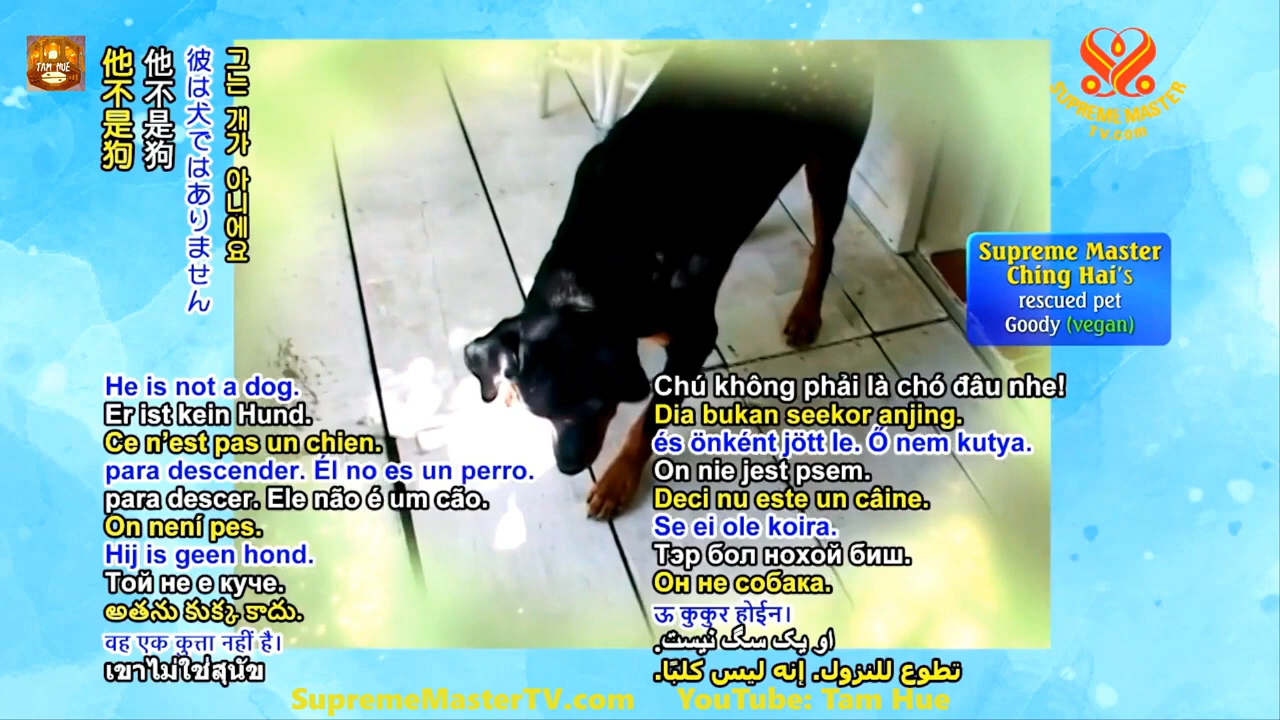 TAM HUE
他不是狗
他不是狗
彼は犬ではありません
그는 개가 아니에요
SUPREME MASTER
TV.com
Supreme Master
Ching Hai's
rescued pet
Goody (vegan)
He is not a dog.
Er ist kein Hund.
Ce n’est pas un chien.
para descender. Él no es un perro.
para descer. Ele não é um cão.
On není pes.
Hij is geen hond.
Той не е куче.
అతను కుక్క కాదు.
वह एक कुत्ता नहीं है।
เขาไม่ใช่สุนัข
Chú không phải là chó đâu nhe!
Dia bukan seekor anjing.
és önként jött le. Ő nem kutya.
On nie jest psem.
Deci nu este un câine.
Se ei ole koira.
Тэр бол нохой биш.
Он не собака.
ऊ कुकुर होईन।
او یک سگ نیست.
تطوع للنزول. إنه ليس كلبًا.
SupremeMasterTV.com YouTube: Tam Hue